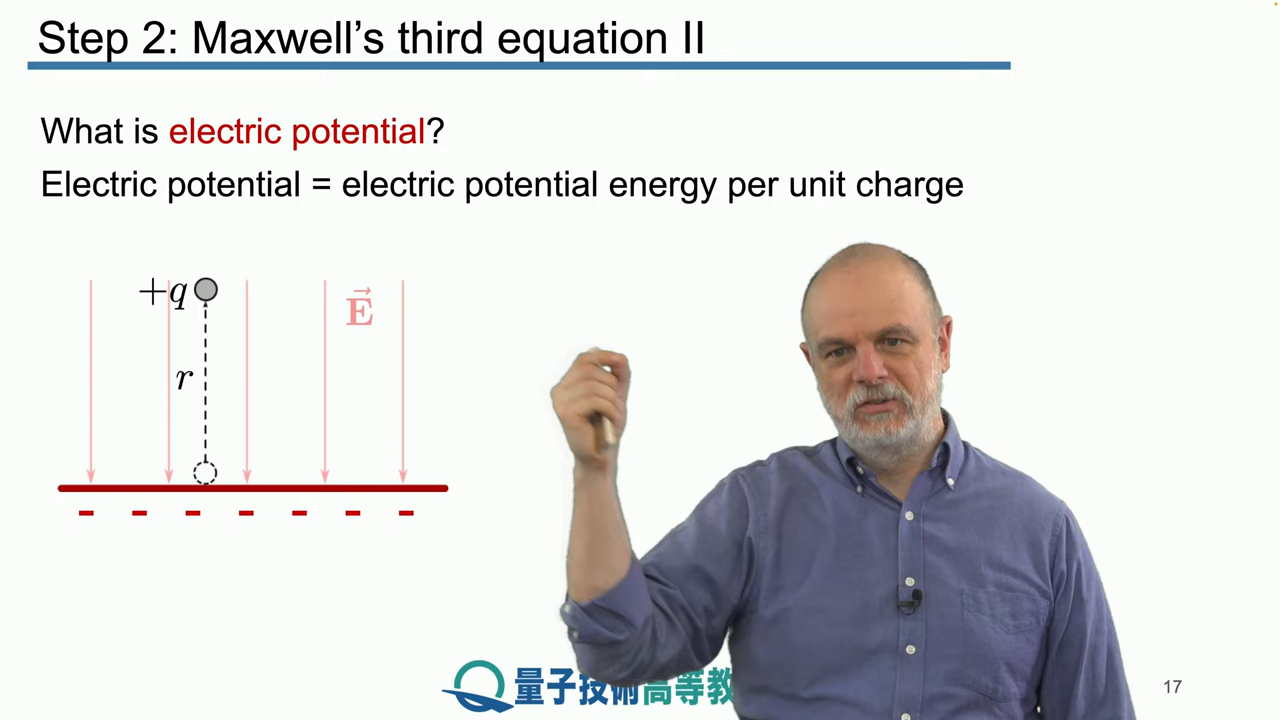 Step 2: Maxwell's third equation II
What is electric potential?
Electric potential = electric potential energy per unit charge
+q
E
r
- - - - - - -
量子技術高等教
17